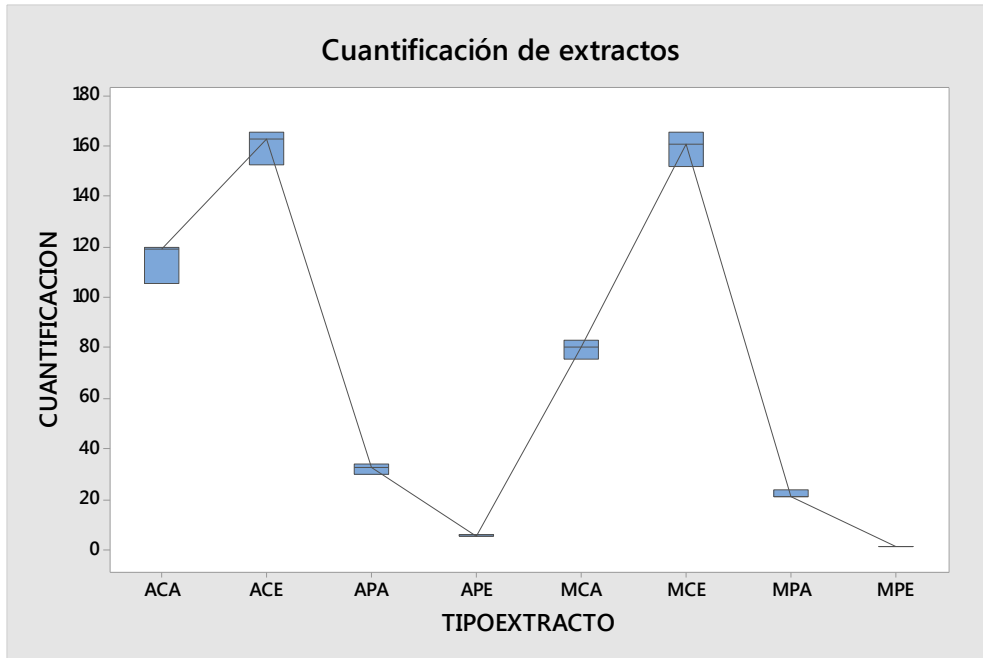 Cuantificación de extractos
180
160
140
120
100
80
60
40
20
0
CUANTIFICACION
ACA ACE APA APE MCA MCE MPA MPE
TIPOEXTRACTO